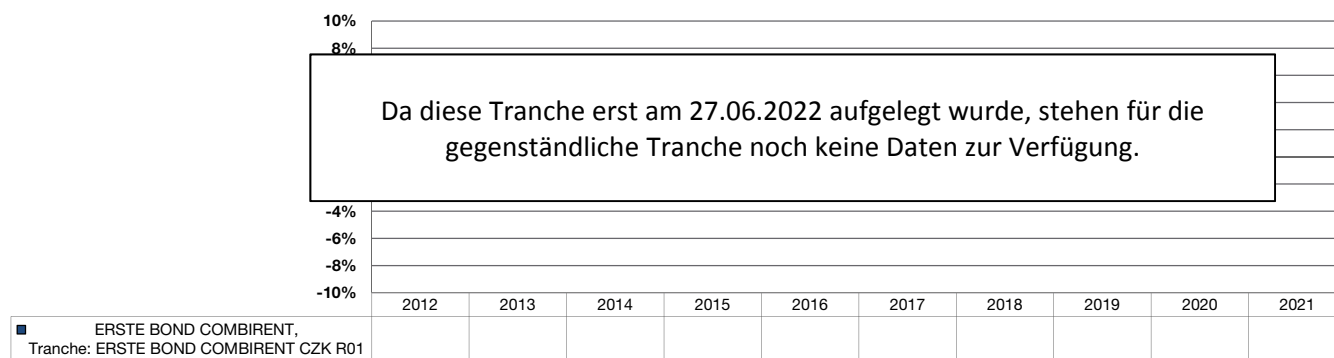 10%
8%
Da diese Tranche erst am 27.06.2022 aufgelegt wurde, stehen für die
gegenständliche Tranche noch keine Daten zur Verfügung.
-4%
-6%
-8%
-10%
2012 2013 2014 2015 2016 2017 2018 2019 2020 2021
ERSTE BOND COMBIRENT,
Tranche: ERSTE BOND COMBIRENT CZK R01